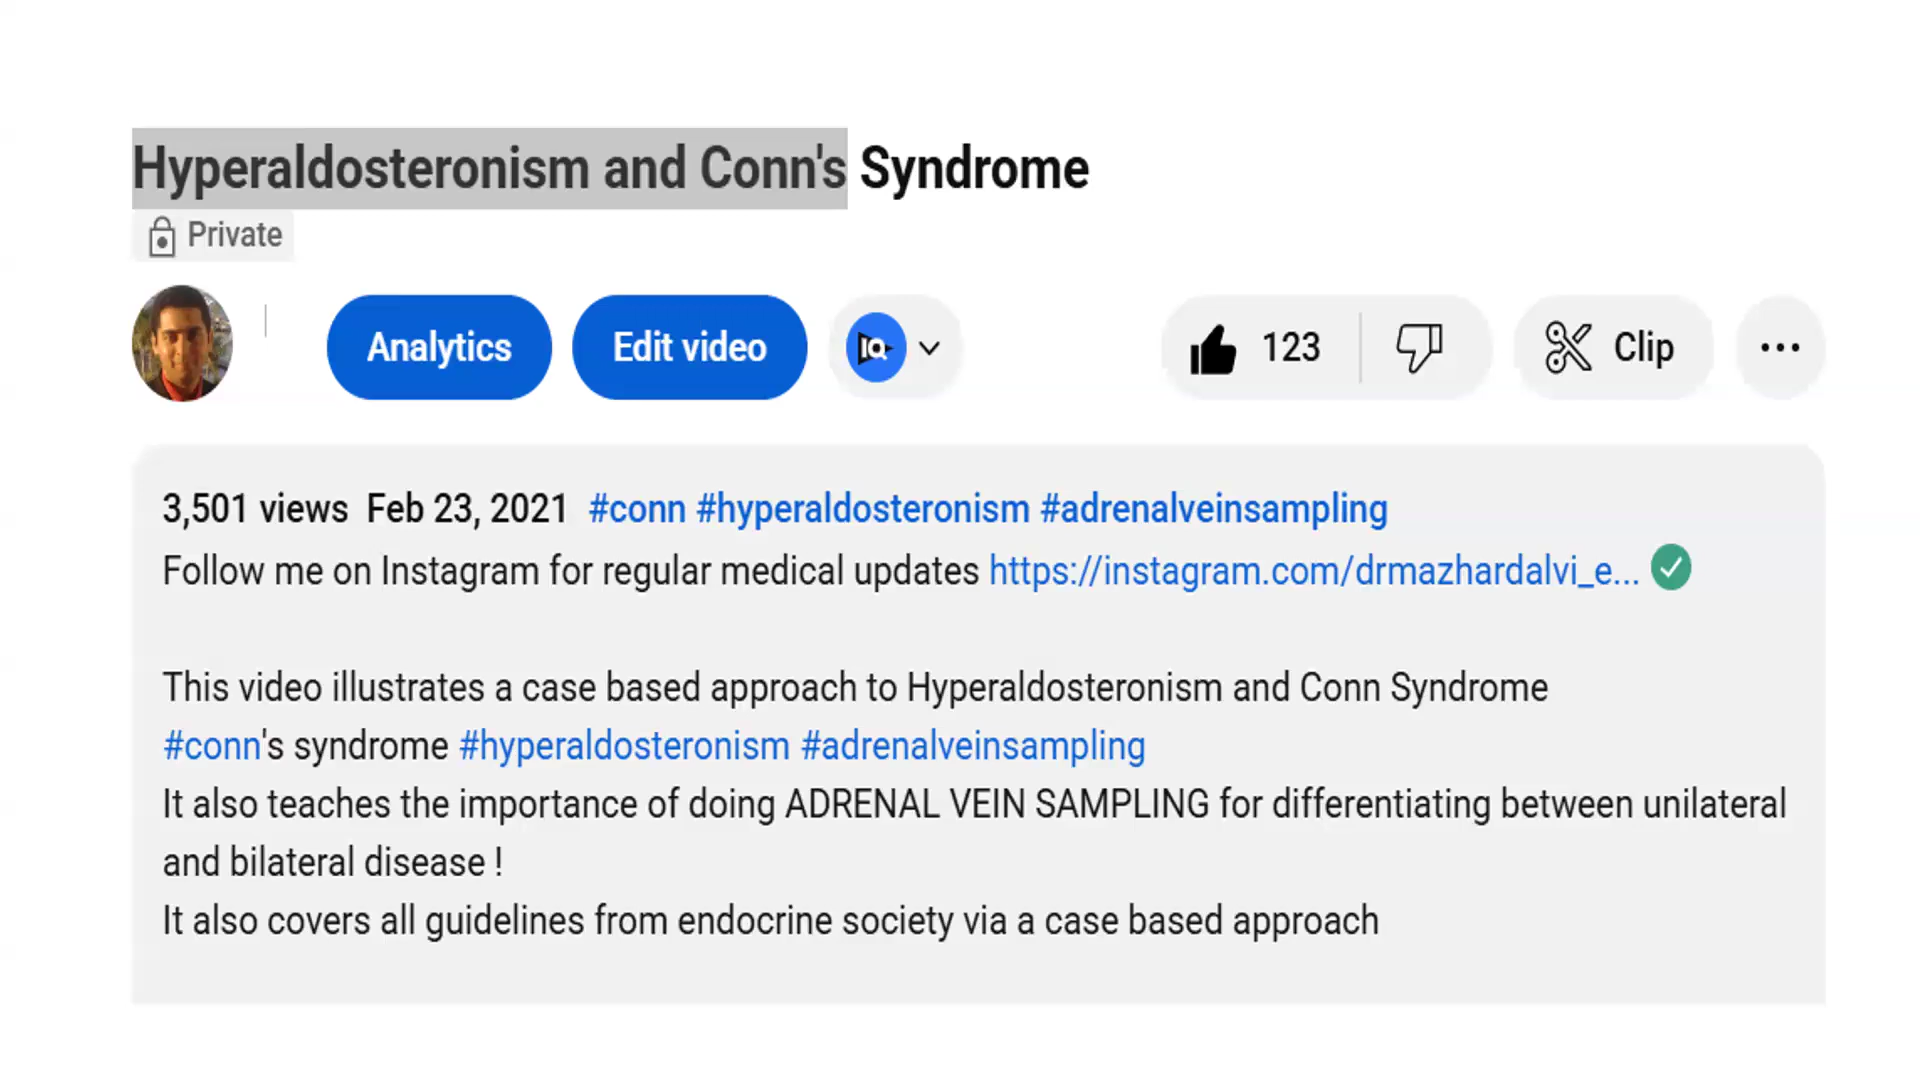 Hyperaldosteronism and Conn's Syndrome
Private
Analytics Edit video 123 Clip
3,501 views Feb 23, 2021 #conn #hyperaldosteronism #adrenalveinsampling
Follow me on Instagram for regular medical updates https://instagram.com/drmazhardalvi_e...
This video illustrates a case based approach to Hyperaldosteronism and Conn Syndrome
#conn's syndrome #hyperaldosteronism #adrenalveinsampling
It also teaches the importance of doing ADRENAL VEIN SAMPLING for differentiating between unilateral
and bilateral disease !
It also covers all guidelines from endocrine society via a case based approach